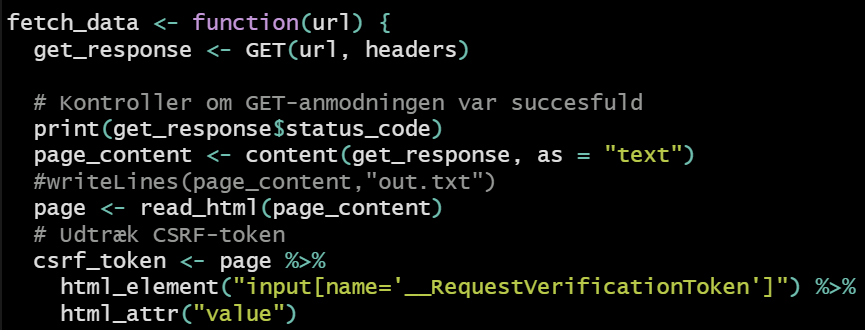 fetch_data <- function(url) {
  get_response <- GET(url, headers)

  # Kontroller om GET-anmodningen var succesfuld
  print(get_response$status_code)
  page_content <- content(get_response, as = "text")
  #writeLines(page_content,"out.txt")
  page <- read_html(page_content)
  # Udtræk CSRF-token
  csrf_token <- page %>%
    html_element("input[name='__RequestVerificationToken']") %>%
    html_attr("value")